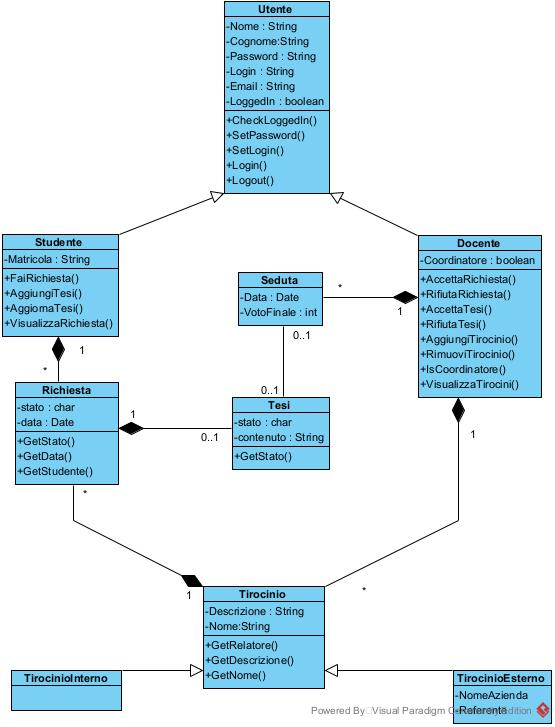 Utente
-Nome : String
-Cognome:String
-Password : String
-Login : String
-Email : String
-LoggedIn : boolean
+CheckLoggedIn()
+SetPassword()
+SetLogin()
+Login()
+Logout()
Studente
-Matricola : String
+FaiRichiesta()
+AggiungiTesi()
+AggiornaTesi()
+VisualizzaRichiesta()
Docente
-Coordinatore : boolean
+AccettaRichiesta()
+RifiutaRichiesta()
+AccettaTesi()
+RifiutaTesi()
+AggiungiTirocinio()
+RimuoviTirocinio()
+IsCoordinatore()
+VisualizzaTirocini()
Seduta
-Data : Date
-VotoFinale : int
*
1
0..1
0..1
1
*
Richiesta
-stato : char
-data : Date
+GetStato()
+GetData()
+GetStudente()
1
0..1
Tesi
-stato : char
-contenuto : String
+GetStato()
1
*
*
1
Tirocinio
-Descrizione : String
-Nome:String
+GetRelatore()
+GetDescrizione()
+GetNome()
TirocinioInterno
TirocinioEsterno
-NomeAzienda
-Referente
Powered By Visual Paradigm Community Edition